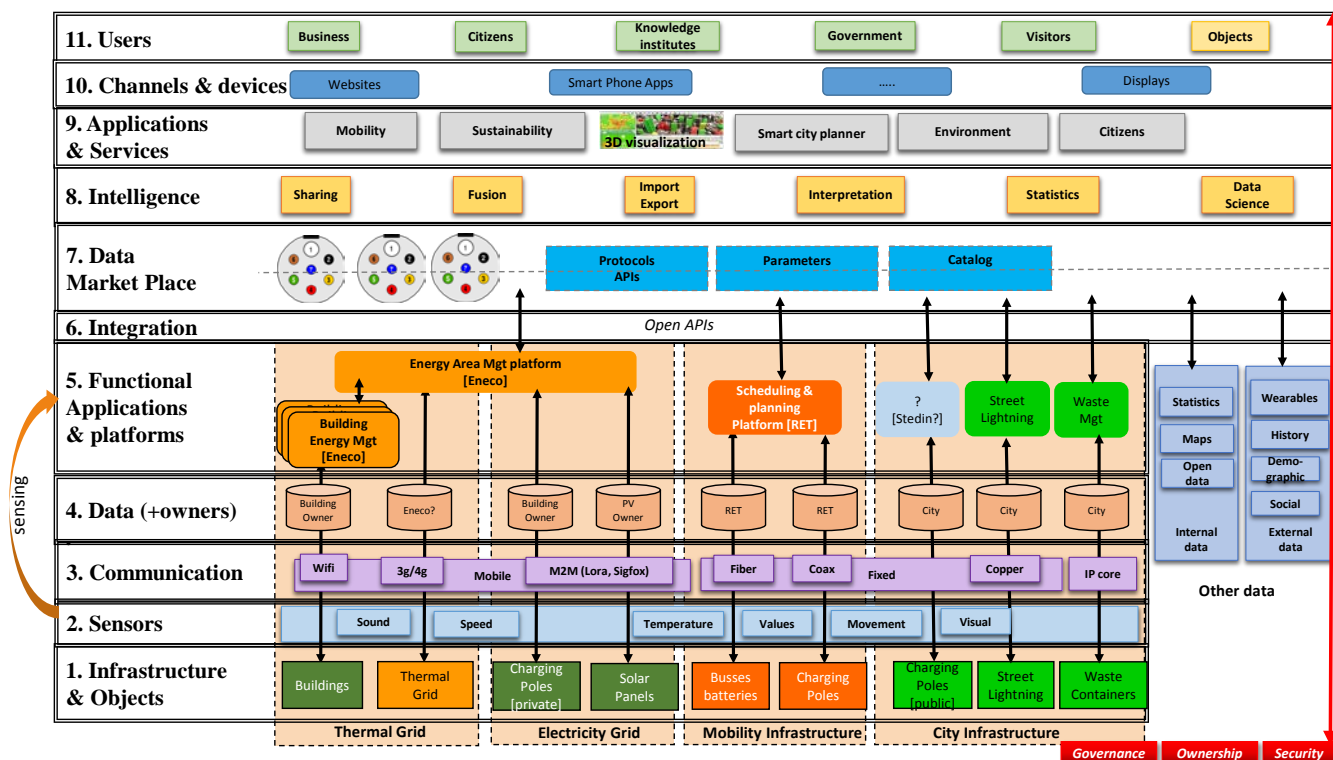 11. Users
Business
Citizens
Knowledge
institutes
Government
Visitors
Objects
10. Channels & devices
Websites
Smart Phone Apps
.....
Displays
9. Applications
& Services
Mobility
Sustainability
3D visualization
Smart city planner
Environment
Citizens
8. Intelligence
Sharing
Fusion
Import
Export
Interpretation
Statistics
Data
Science
7. Data
Market Place
Protocols
APIs
Parameters
Catalog
6. Integration
Open APIs
5. Functional
Applications
& platforms
Energy Area Mgt platform
[Eneco]
Building
Energy Mgt
[Eneco]
Scheduling &
planning
Platform [RET]
?
[Stedin?]
Street
Lightning
Waste
Mgt
Statistics
Maps
Open
data
Internal
data
Wearables
History
Demo-
graphic
Social
External
data
Other data
sensing
4. Data (+owners)
Building
Owner
Eneco?
Building
Owner
PV
Owner
RET
RET
City
City
City
3. Communication
Wifi
3g/4g
Mobile
M2M (Lora, Sigfox)
Fiber
Coax
Fixed
Copper
IP core
2. Sensors
Sound
Speed
Temperature
Values
Movement
Visual
1. Infrastructure
& Objects
Buildings
Thermal
Grid
Charging
Poles
[private]
Solar
Panels
Busses
batteries
Charging
Poles
Charging
Poles
[public]
Street
Lightning
Waste
Containers
Thermal Grid
Electricity Grid
Mobility Infrastructure
City Infrastructure
Governance
Ownership
Security